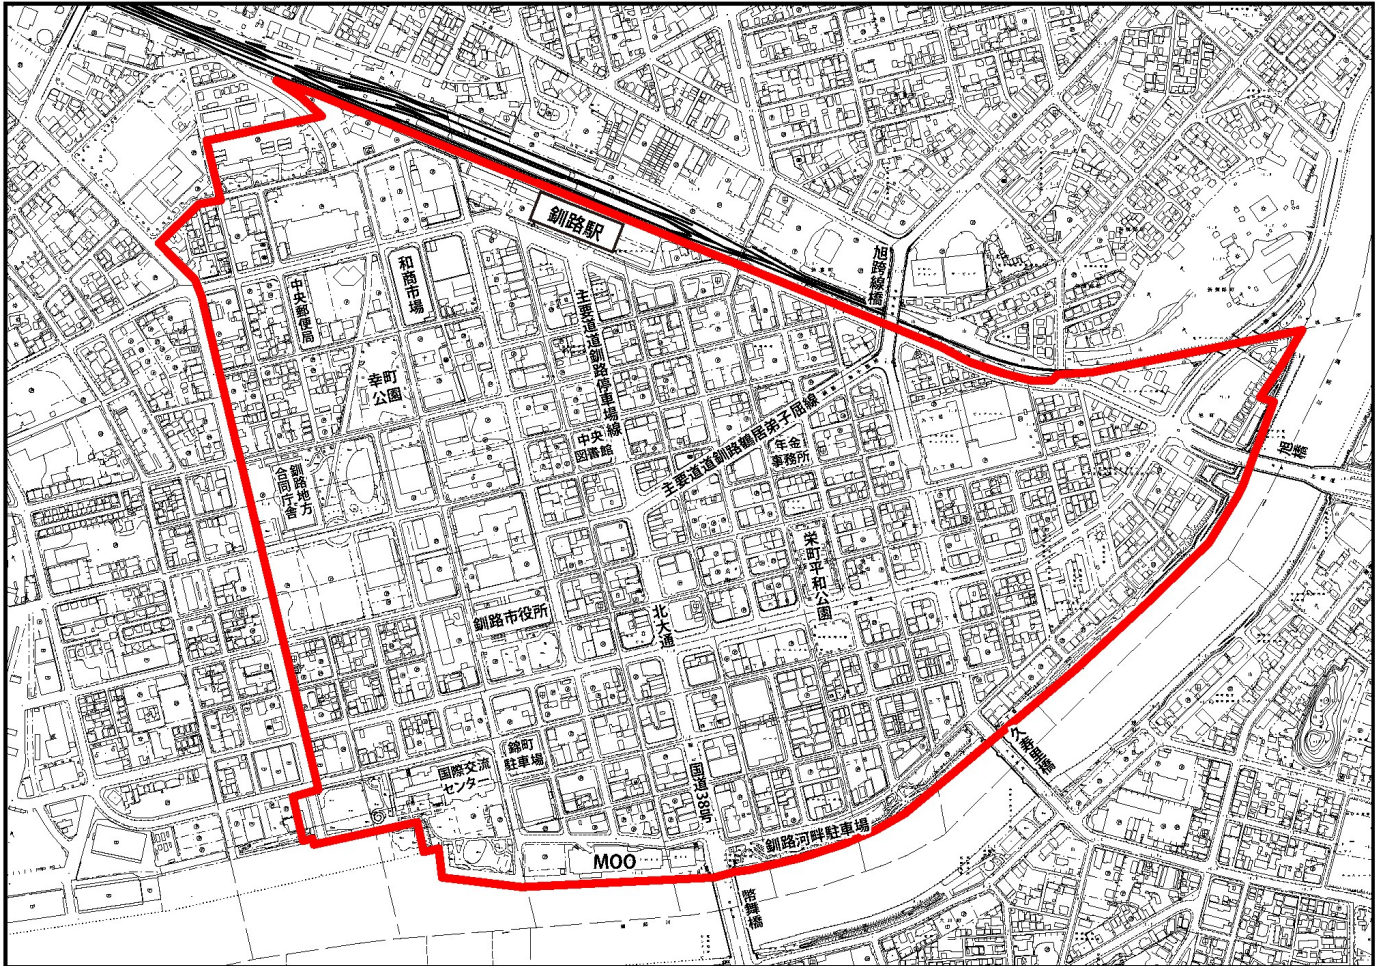 釧路駅
旭跨線橋
和商市場
中央郵便局
主要道道釧路停車場線
幸町
公園
主要道道釧路鶴居弟子屈線
中央
図書館
年金
事務所
旭橋
釧路地方
合同庁舎
栄町平和公園
釧路市役所
北大通
久寿里橋
錦町
駐車場
国際交流
センター
国道38号
釧路河畔駐車場
MOO
幣舞橋